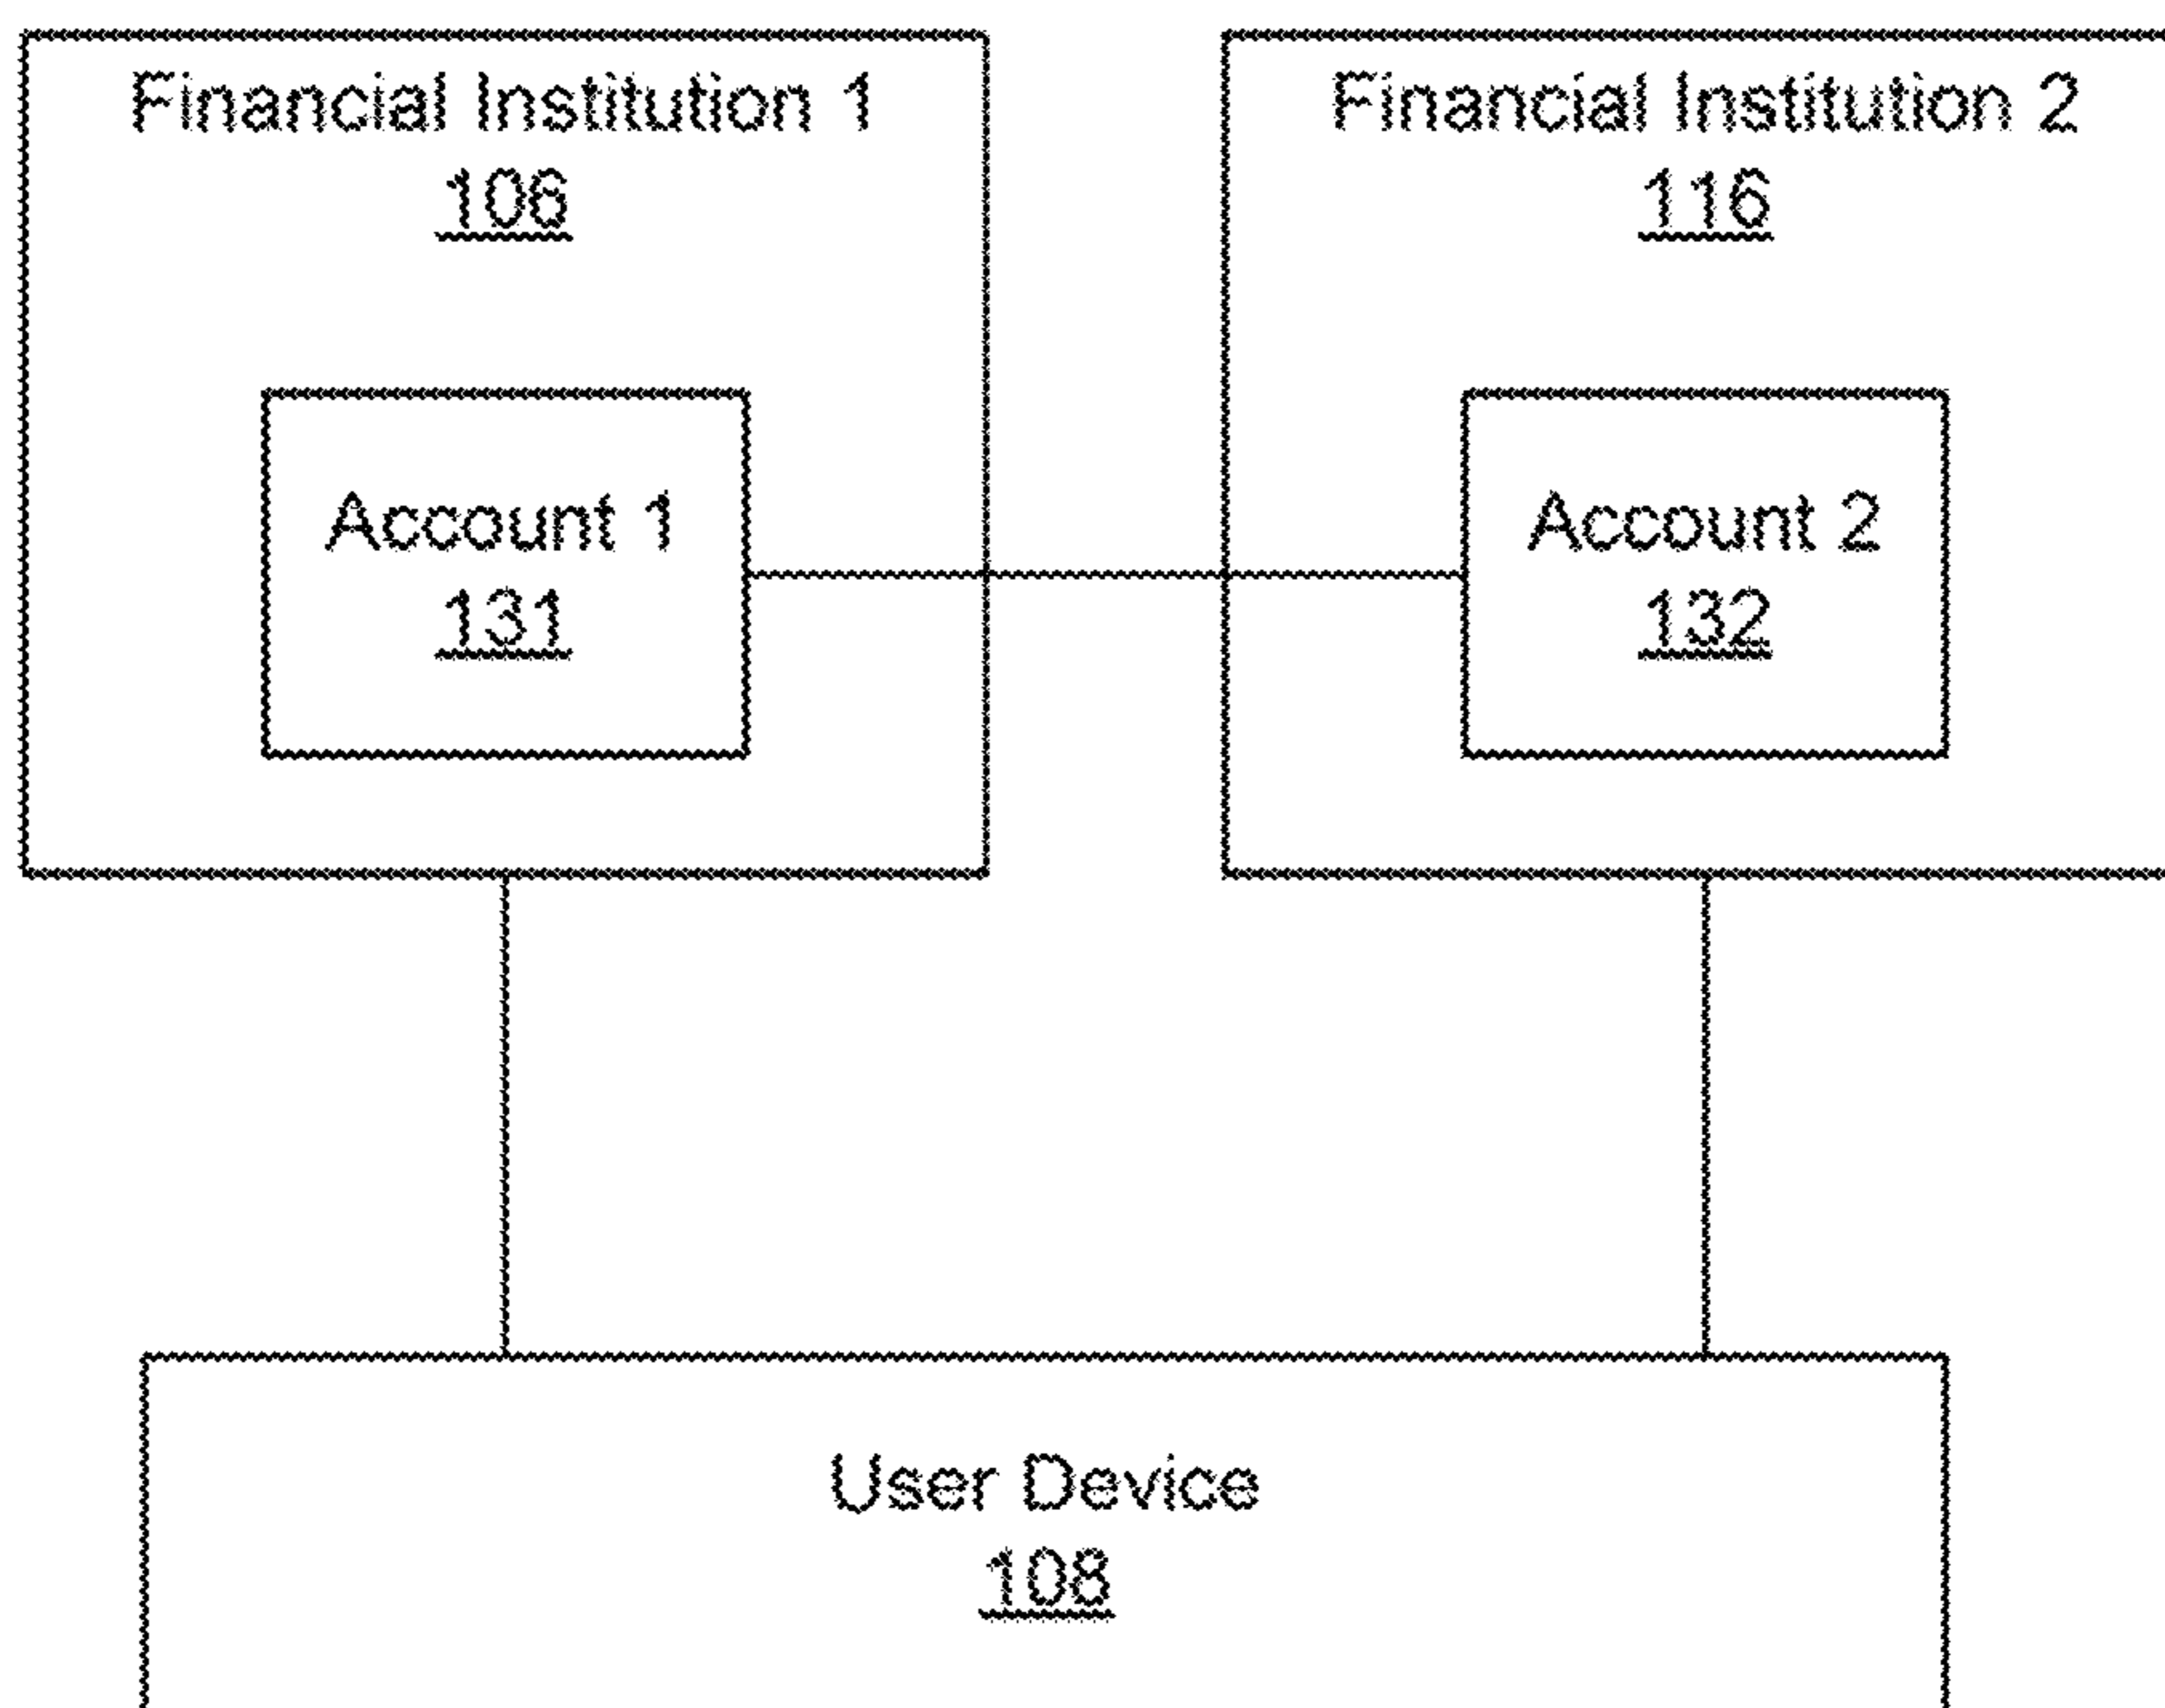 Financial Institution 1
106
Financial Institution 2
116
Account 1
131
Account 2
132
User Device
108